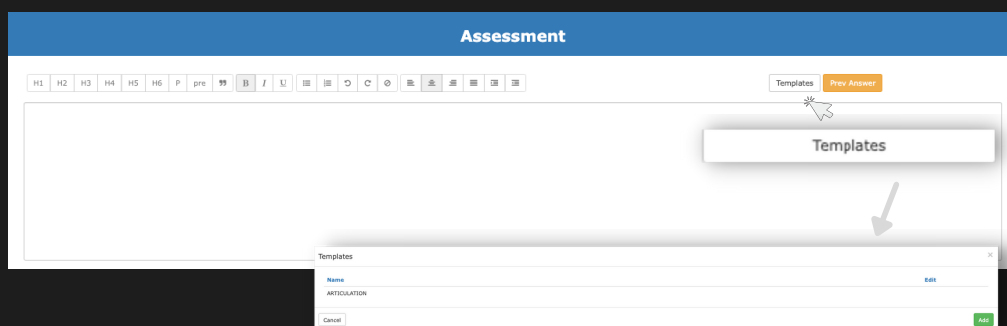 Assessment
H1 H2 H3 H4 H5 H6 P pre ❞ B I U Templates Prev Answer
Templates
Templates ×
Name Edit
ARTICULATION
Cancel Add